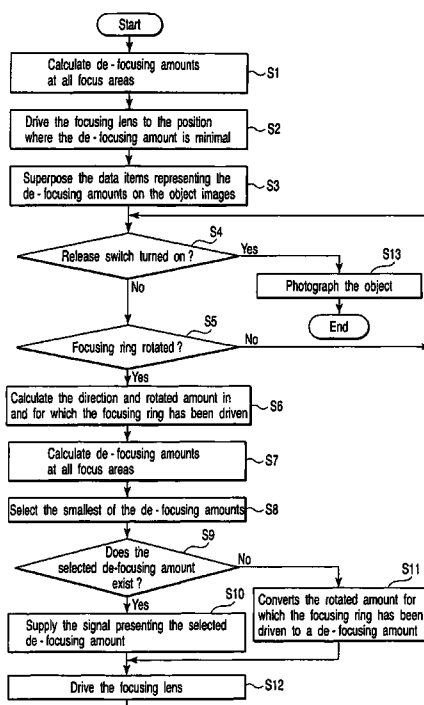 Start
Calculate de-focusing amounts
at all focus areas
S1
Drive the focusing lens to the position
where the de-focusing amount is minimal
S2
Superpose the data items representing the
de-focusing amounts on the object images
S3
S4
Release switch turned on?
Yes
No
S13
Photograph the object
End
S5
Focusing ring rotated?
No
Yes
Calculate the direction and rotated amount in
and for which the focusing ring has been driven
S6
Calculate de-focusing amounts
at all focus areas
S7
Select the smallest of the de-focusing amounts
S8
S9
Does the
selected de-focusing amount
exist?
No
Yes
S10
Supply the signal presenting the selected
de-focusing amount
S11
Converts the rotated amount for
which the focusing ring has been
driven to a de-focusing amount
Drive the focusing lens
S12